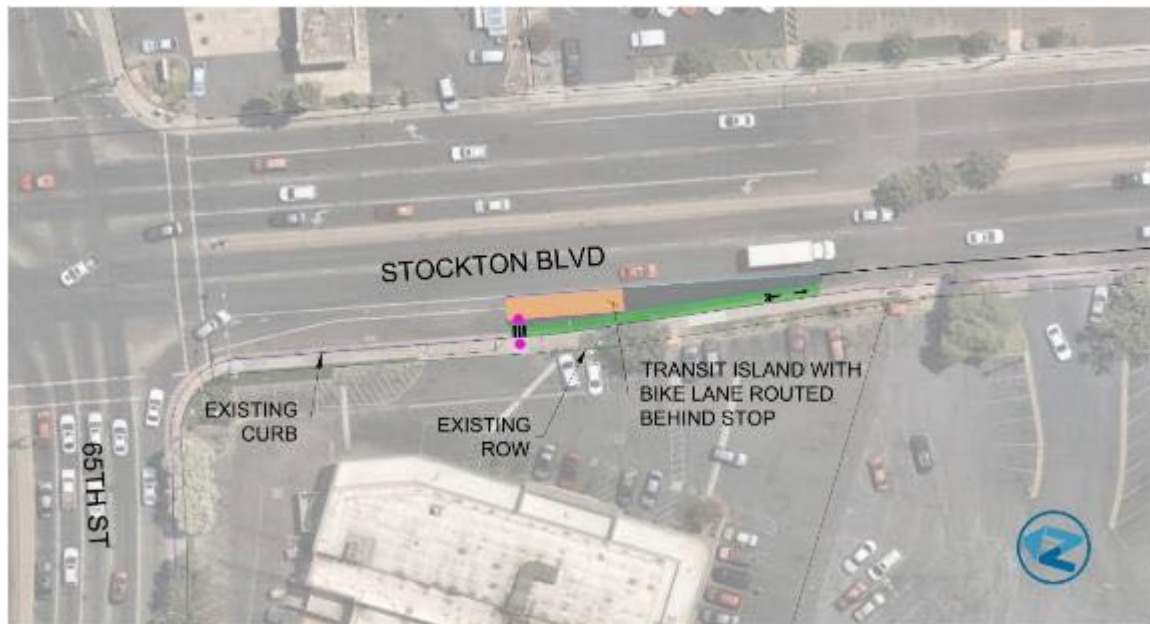 STOCKTON BLVD
TRANSIT ISLAND WITH
BIKE LANE ROUTED
BEHIND STOP
EXISTING
CURB
EXISTING
ROW
65TH ST